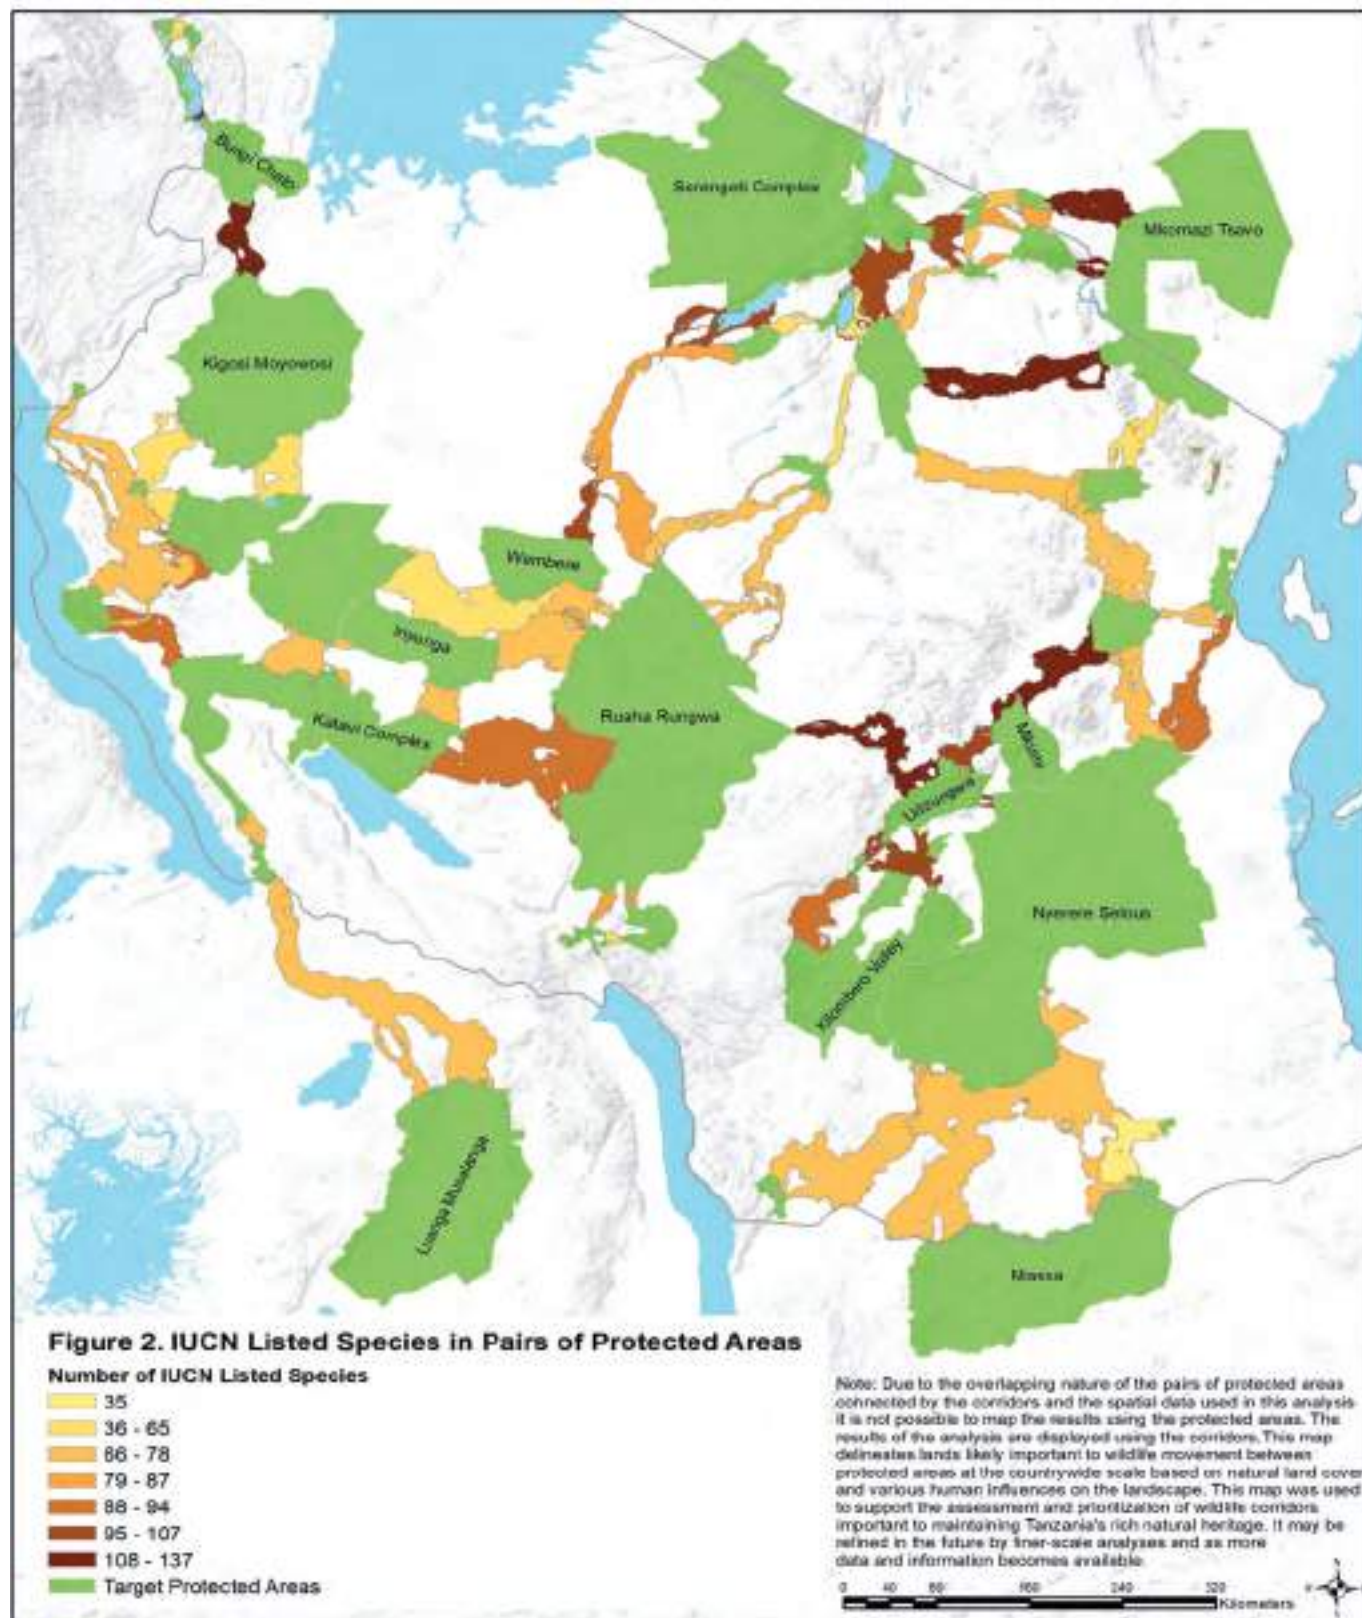 Burigi Chato
Serengeti Complex
Mkomazi Tsavo
Kigosi Moyowosi
Wembere
Inyonga
Katavi Complex
Ruaha Rungwa
Mikumi
Udzungwa
Nyerere Selous
Kilombero Valley
Luanga Musalangu
Niassa
Figure 2. IUCN Listed Species in Pairs of Protected Areas
Number of IUCN Listed Species
35
36 - 65
66 - 78
79 - 87
88 - 94
95 - 107
108 - 137
Target Protected Areas
Note: Due to the overlapping nature of the pairs of protected areas
connected by the corridors and the spatial data used in this analysis
it is not possible to map the results using the protected areas. The
results of the analysis are displayed using the corridors. This map
delineates lands likely important to wildlife movement between
protected areas at the countrywide scale based on natural land cover
and various human influences on the landscape. This map was used
to support the assessment and prioritization of wildlife corridors
important to maintaining Tanzania's rich natural heritage. It may be
refined in the future by finer-scale analyses and as more
data and information becomes available
0 40 80 160 240 320
Kilometers